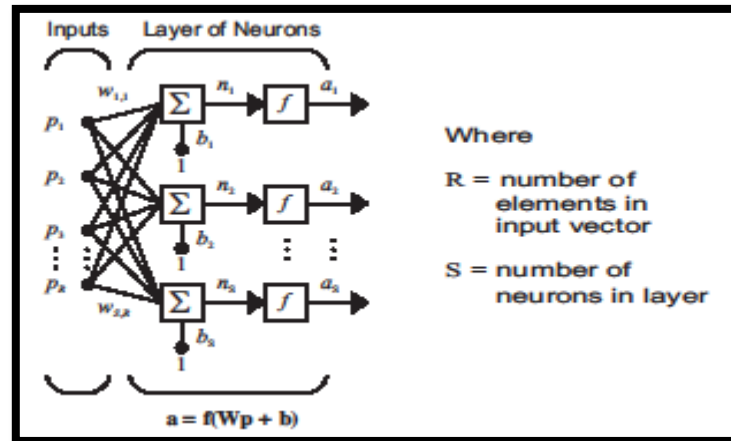 Inputs Layer of Neurons
w1,1 n1 a1
p1 Σ f
b1
1
p2 n2 a2
Σ f
p3 b2
1
pR nS aS
Σ f
wS,R bS
1
a = f(Wp + b)
Where
R = number of
elements in
input vector
S = number of
neurons in layer